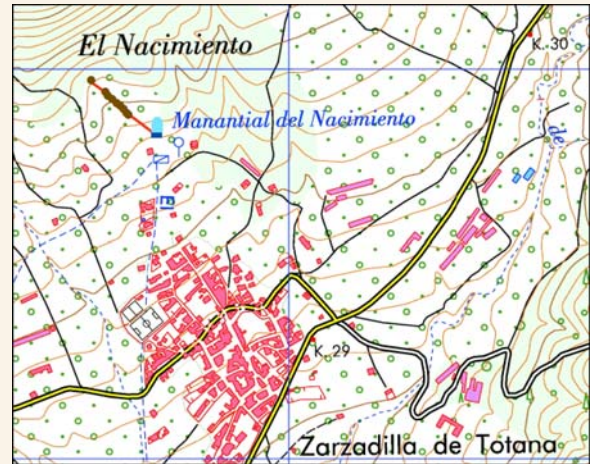 El Nacimiento
K. 30
Manantial del Nacimiento
de
El
K. 29
Zarzadilla de Totana